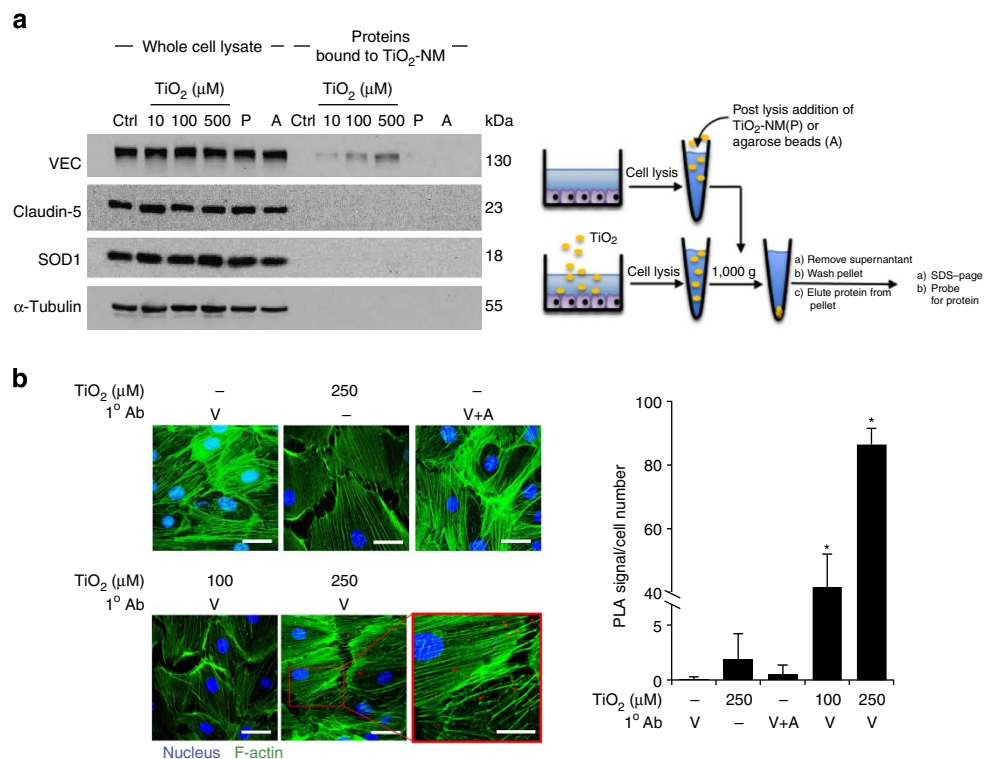 a
Whole cell lysate
Proteins
bound to TiO2-NM
TiO2 (μM)
TiO2 (μM)
Ctrl 10 100 500 P A Ctrl 10 100 500 P A kDa
VEC 130
Claudin-5 23
SOD1 18
α-Tubulin 55
Post lysis addition of
TiO2-NM(P) or
agarose beads (A)
Cell lysis
TiO2
Cell lysis
1,000 g
a) Remove supernantant
b) Wash pellet
c) Elute protein from
pellet
a) SDS–page
b) Probe
for protein
b
TiO2 (μM) – 250 –
1° Ab V – V+A
TiO2 (μM) 100 250
1° Ab V V
Nucleus F-actin
PLA signal/cell number
100
80
60
40
5
0
*
*
TiO2 (μM) – 250 – 100 250
1° Ab V – V+A V V